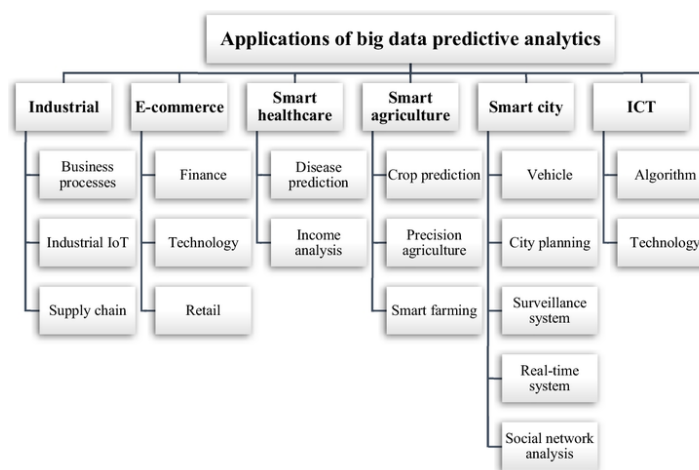 Applications of big data predictive analytics
Industrial
E-commerce
Smart
healthcare
Smart
agriculture
Smart city
ICT
Business
processes
Industrial IoT
Supply chain
Finance
Technology
Retail
Disease
prediction
Income
analysis
Crop prediction
Precision
agriculture
Smart farming
Vehicle
City planning
Surveillance
system
Real-time
system
Social network
analysis
Algorithm
Technology